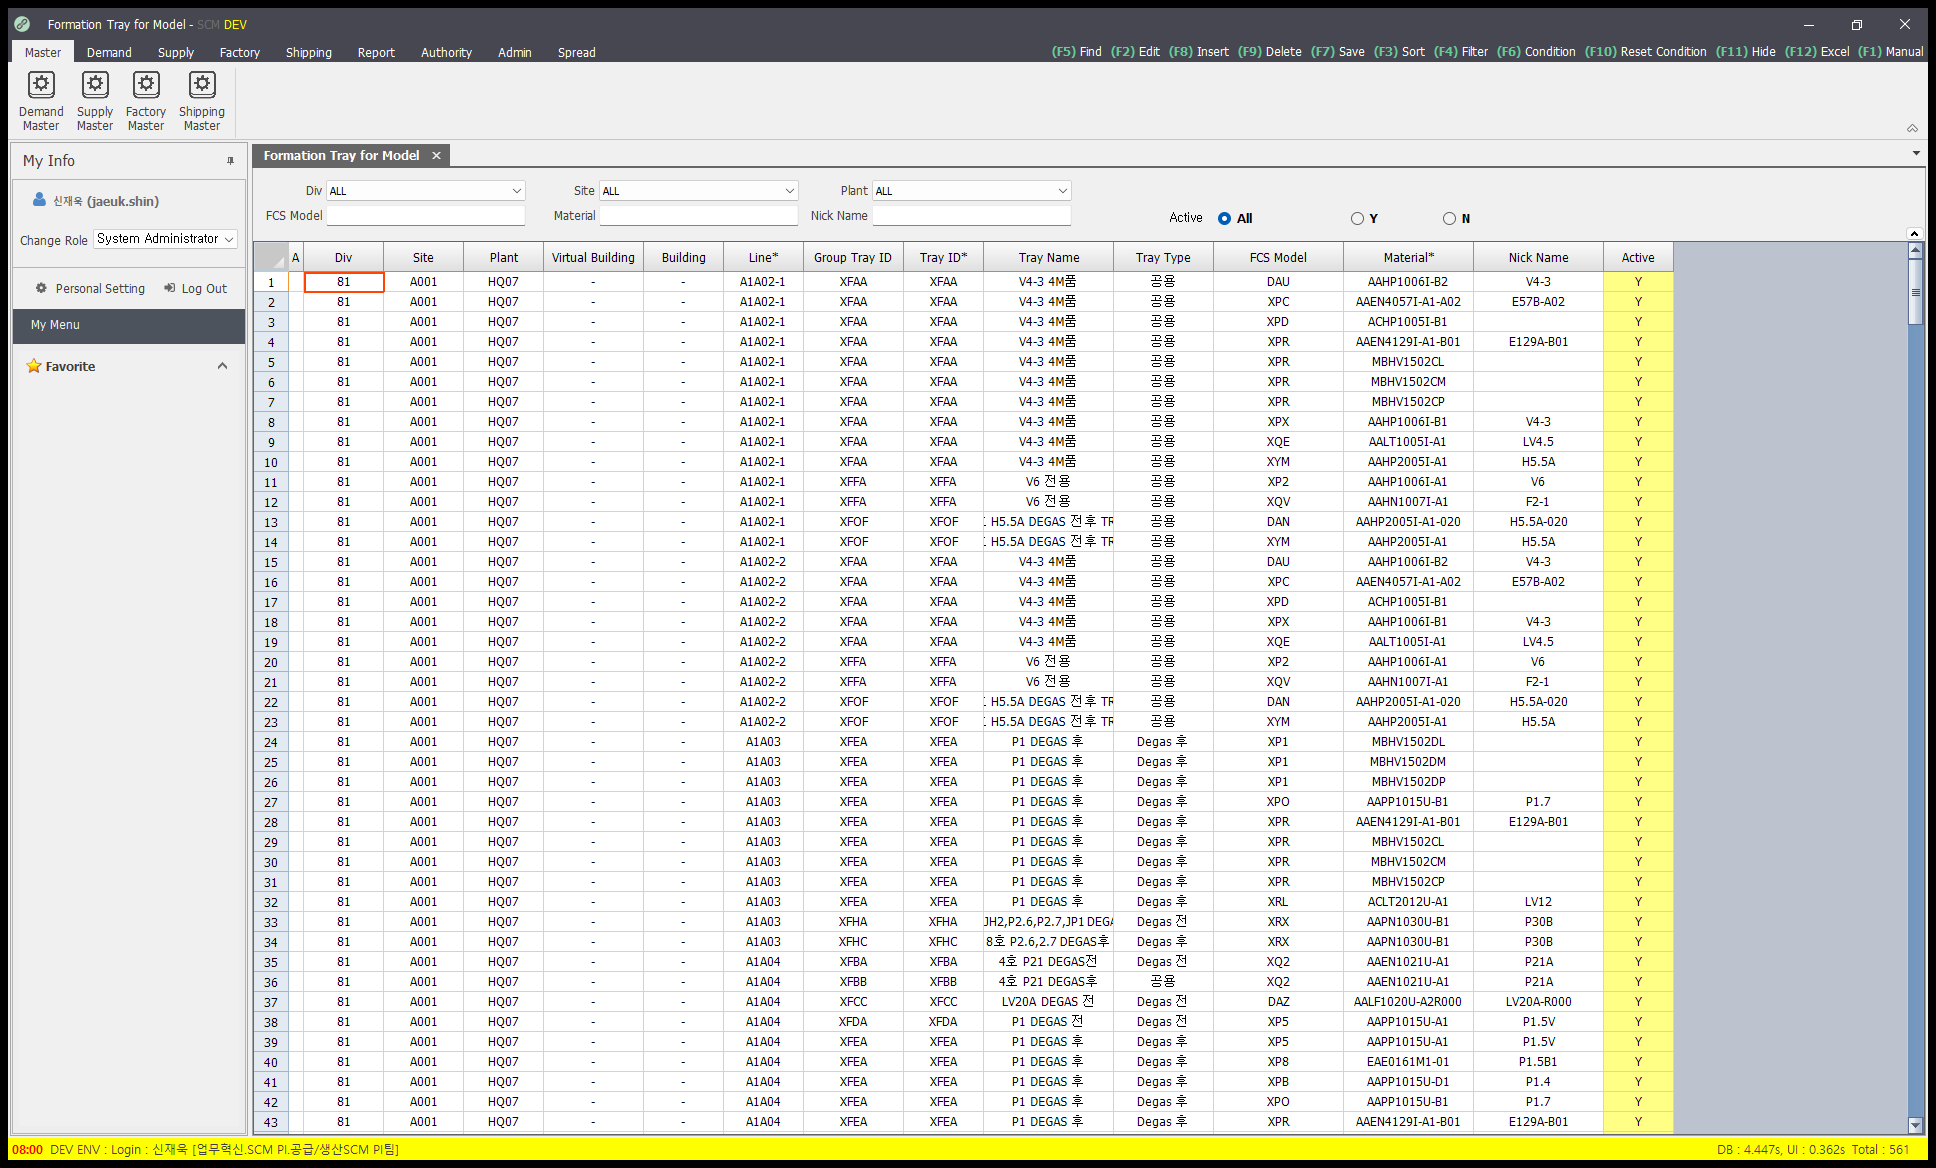 Formation Tray for Model - SCM DEV
Master Demand Supply Factory Shipping Report Authority Admin Spread (F5) Find (F2) Edit (F8) Insert (F9) Delete (F7) Save (F3) Sort (F4) Filter (F6) Condition (F10) Reset Condition (F11) Hide (F12) Excel (F1) Manual
Demand Master Supply Master Factory Master Shipping Master
My Info
신재욱 (jaeuk.shin)
Change Role System Administrator
Personal Setting Log Out
My Menu
Favorite
Formation Tray for Model
Div ALL Site ALL Plant ALL
FCS Model Material Nick Name Active All Y N
A Div Site Plant Virtual Building Building Line* Group Tray ID Tray ID* Tray Name Tray Type FCS Model Material* Nick Name Active
1 81 A001 HQ07 - - A1A02-1 XFAA XFAA V4-3 4M품 공용 DAU AAHP1006I-B2 V4-3 Y
2 81 A001 HQ07 - - A1A02-1 XFAA XFAA V4-3 4M품 공용 XPC AAEN4057I-A1-A02 E57B-A02 Y
3 81 A001 HQ07 - - A1A02-1 XFAA XFAA V4-3 4M품 공용 XPD ACHP1005I-B1 Y
4 81 A001 HQ07 - - A1A02-1 XFAA XFAA V4-3 4M품 공용 XPR AAEN4129I-A1-B01 E129A-B01 Y
5 81 A001 HQ07 - - A1A02-1 XFAA XFAA V4-3 4M품 공용 XPR MBHV1502CL Y
6 81 A001 HQ07 - - A1A02-1 XFAA XFAA V4-3 4M품 공용 XPR MBHV1502CM Y
7 81 A001 HQ07 - - A1A02-1 XFAA XFAA V4-3 4M품 공용 XPR MBHV1502CP Y
8 81 A001 HQ07 - - A1A02-1 XFAA XFAA V4-3 4M품 공용 XPX AAHP1006I-B1 V4-3 Y
9 81 A001 HQ07 - - A1A02-1 XFAA XFAA V4-3 4M품 공용 XQE AALT1005I-A1 LV4.5 Y
10 81 A001 HQ07 - - A1A02-1 XFAA XFAA V4-3 4M품 공용 XYM AAHP2005I-A1 H5.5A Y
11 81 A001 HQ07 - - A1A02-1 XFFA XFFA V6 전용 공용 XP2 AAHP1006I-A1 V6 Y
12 81 A001 HQ07 - - A1A02-1 XFFA XFFA V6 전용 공용 XQV AAHN1007I-A1 F2-1 Y
13 81 A001 HQ07 - - A1A02-1 XFOF XFOF H5.5A DEGAS 전후 TR 공용 DAN AAHP2005I-A1-020 H5.5A-020 Y
14 81 A001 HQ07 - - A1A02-1 XFOF XFOF H5.5A DEGAS 전후 TR 공용 XYM AAHP2005I-A1 H5.5A Y
15 81 A001 HQ07 - - A1A02-2 XFAA XFAA V4-3 4M품 공용 DAU AAHP1006I-B2 V4-3 Y
16 81 A001 HQ07 - - A1A02-2 XFAA XFAA V4-3 4M품 공용 XPC AAEN4057I-A1-A02 E57B-A02 Y
17 81 A001 HQ07 - - A1A02-2 XFAA XFAA V4-3 4M품 공용 XPD ACHP1005I-B1 Y
18 81 A001 HQ07 - - A1A02-2 XFAA XFAA V4-3 4M품 공용 XPX AAHP1006I-B1 V4-3 Y
19 81 A001 HQ07 - - A1A02-2 XFAA XFAA V4-3 4M품 공용 XQE AALT1005I-A1 LV4.5 Y
20 81 A001 HQ07 - - A1A02-2 XFFA XFFA V6 전용 공용 XP2 AAHP1006I-A1 V6 Y
21 81 A001 HQ07 - - A1A02-2 XFFA XFFA V6 전용 공용 XQV AAHN1007I-A1 F2-1 Y
22 81 A001 HQ07 - - A1A02-2 XFOF XFOF H5.5A DEGAS 전후 TR 공용 DAN AAHP2005I-A1-020 H5.5A-020 Y
23 81 A001 HQ07 - - A1A02-2 XFOF XFOF H5.5A DEGAS 전후 TR 공용 XYM AAHP2005I-A1 H5.5A Y
24 81 A001 HQ07 - - A1A03 XFEA XFEA P1 DEGAS 후 Degas 후 XP1 MBHV1502DL Y
25 81 A001 HQ07 - - A1A03 XFEA XFEA P1 DEGAS 후 Degas 후 XP1 MBHV1502DM Y
26 81 A001 HQ07 - - A1A03 XFEA XFEA P1 DEGAS 후 Degas 후 XP1 MBHV1502DP Y
27 81 A001 HQ07 - - A1A03 XFEA XFEA P1 DEGAS 후 Degas 후 XPO AAPP1015U-B1 P1.7 Y
28 81 A001 HQ07 - - A1A03 XFEA XFEA P1 DEGAS 후 Degas 후 XPR AAEN4129I-A1-B01 E129A-B01 Y
29 81 A001 HQ07 - - A1A03 XFEA XFEA P1 DEGAS 후 Degas 후 XPR MBHV1502CL Y
30 81 A001 HQ07 - - A1A03 XFEA XFEA P1 DEGAS 후 Degas 후 XPR MBHV1502CM Y
31 81 A001 HQ07 - - A1A03 XFEA XFEA P1 DEGAS 후 Degas 후 XPR MBHV1502CP Y
32 81 A001 HQ07 - - A1A03 XFEA XFEA P1 DEGAS 후 Degas 후 XRL ACLT2012U-A1 LV12 Y
33 81 A001 HQ07 - - A1A03 XFHA XFHA JH2,P2.6,P2.7,JP1 DEGA Degas 전 XRX AAPN1030U-B1 P30B Y
34 81 A001 HQ07 - - A1A03 XFHC XFHC 8호 P2.6,2.7 DEGAS후 Degas 후 XRX AAPN1030U-B1 P30B Y
35 81 A001 HQ07 - - A1A04 XFBA XFBA 4호 P21 DEGAS전 Degas 전 XQ2 AAEN1021U-A1 P21A Y
36 81 A001 HQ07 - - A1A04 XFBB XFBB 4호 P21 DEGAS후 공용 XQ2 AAEN1021U-A1 P21A Y
37 81 A001 HQ07 - - A1A04 XFCC XFCC LV20A DEGAS 전 Degas 전 DAZ AALF1020U-A2R000 LV20A-R000 Y
38 81 A001 HQ07 - - A1A04 XFDA XFDA P1 DEGAS 전 Degas 전 XP5 AAPP1015U-A1 P1.5V Y
39 81 A001 HQ07 - - A1A04 XFEA XFEA P1 DEGAS 후 Degas 후 XP5 AAPP1015U-A1 P1.5V Y
40 81 A001 HQ07 - - A1A04 XFEA XFEA P1 DEGAS 후 Degas 후 XP8 EAE0161M1-01 P1.5B1 Y
41 81 A001 HQ07 - - A1A04 XFEA XFEA P1 DEGAS 후 Degas 후 XPB AAPP1015U-D1 P1.4 Y
42 81 A001 HQ07 - - A1A04 XFEA XFEA P1 DEGAS 후 Degas 후 XPO AAPP1015U-B1 P1.7 Y
43 81 A001 HQ07 - - A1A04 XFEA XFEA P1 DEGAS 후 Degas 후 XPR AAEN4129I-A1-B01 E129A-B01 Y
08:00 DEV ENV : Login : 신재욱 [업무혁신.SCM PI.공급/생산SCM PI팀] DB : 4.447s, UI : 0.362s Total : 561